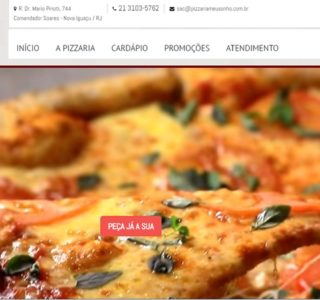 R. Dr. Mario Pinoti, 744
Comendador Soares - Nova Iguaçu / RJ
21 3103-5762
sac@pizzariameusonho.com.br
INÍCIO A PIZZARIA CARDÁPIO PROMOÇÕES ATENDIMENTO
PEÇA JÁ A SUA